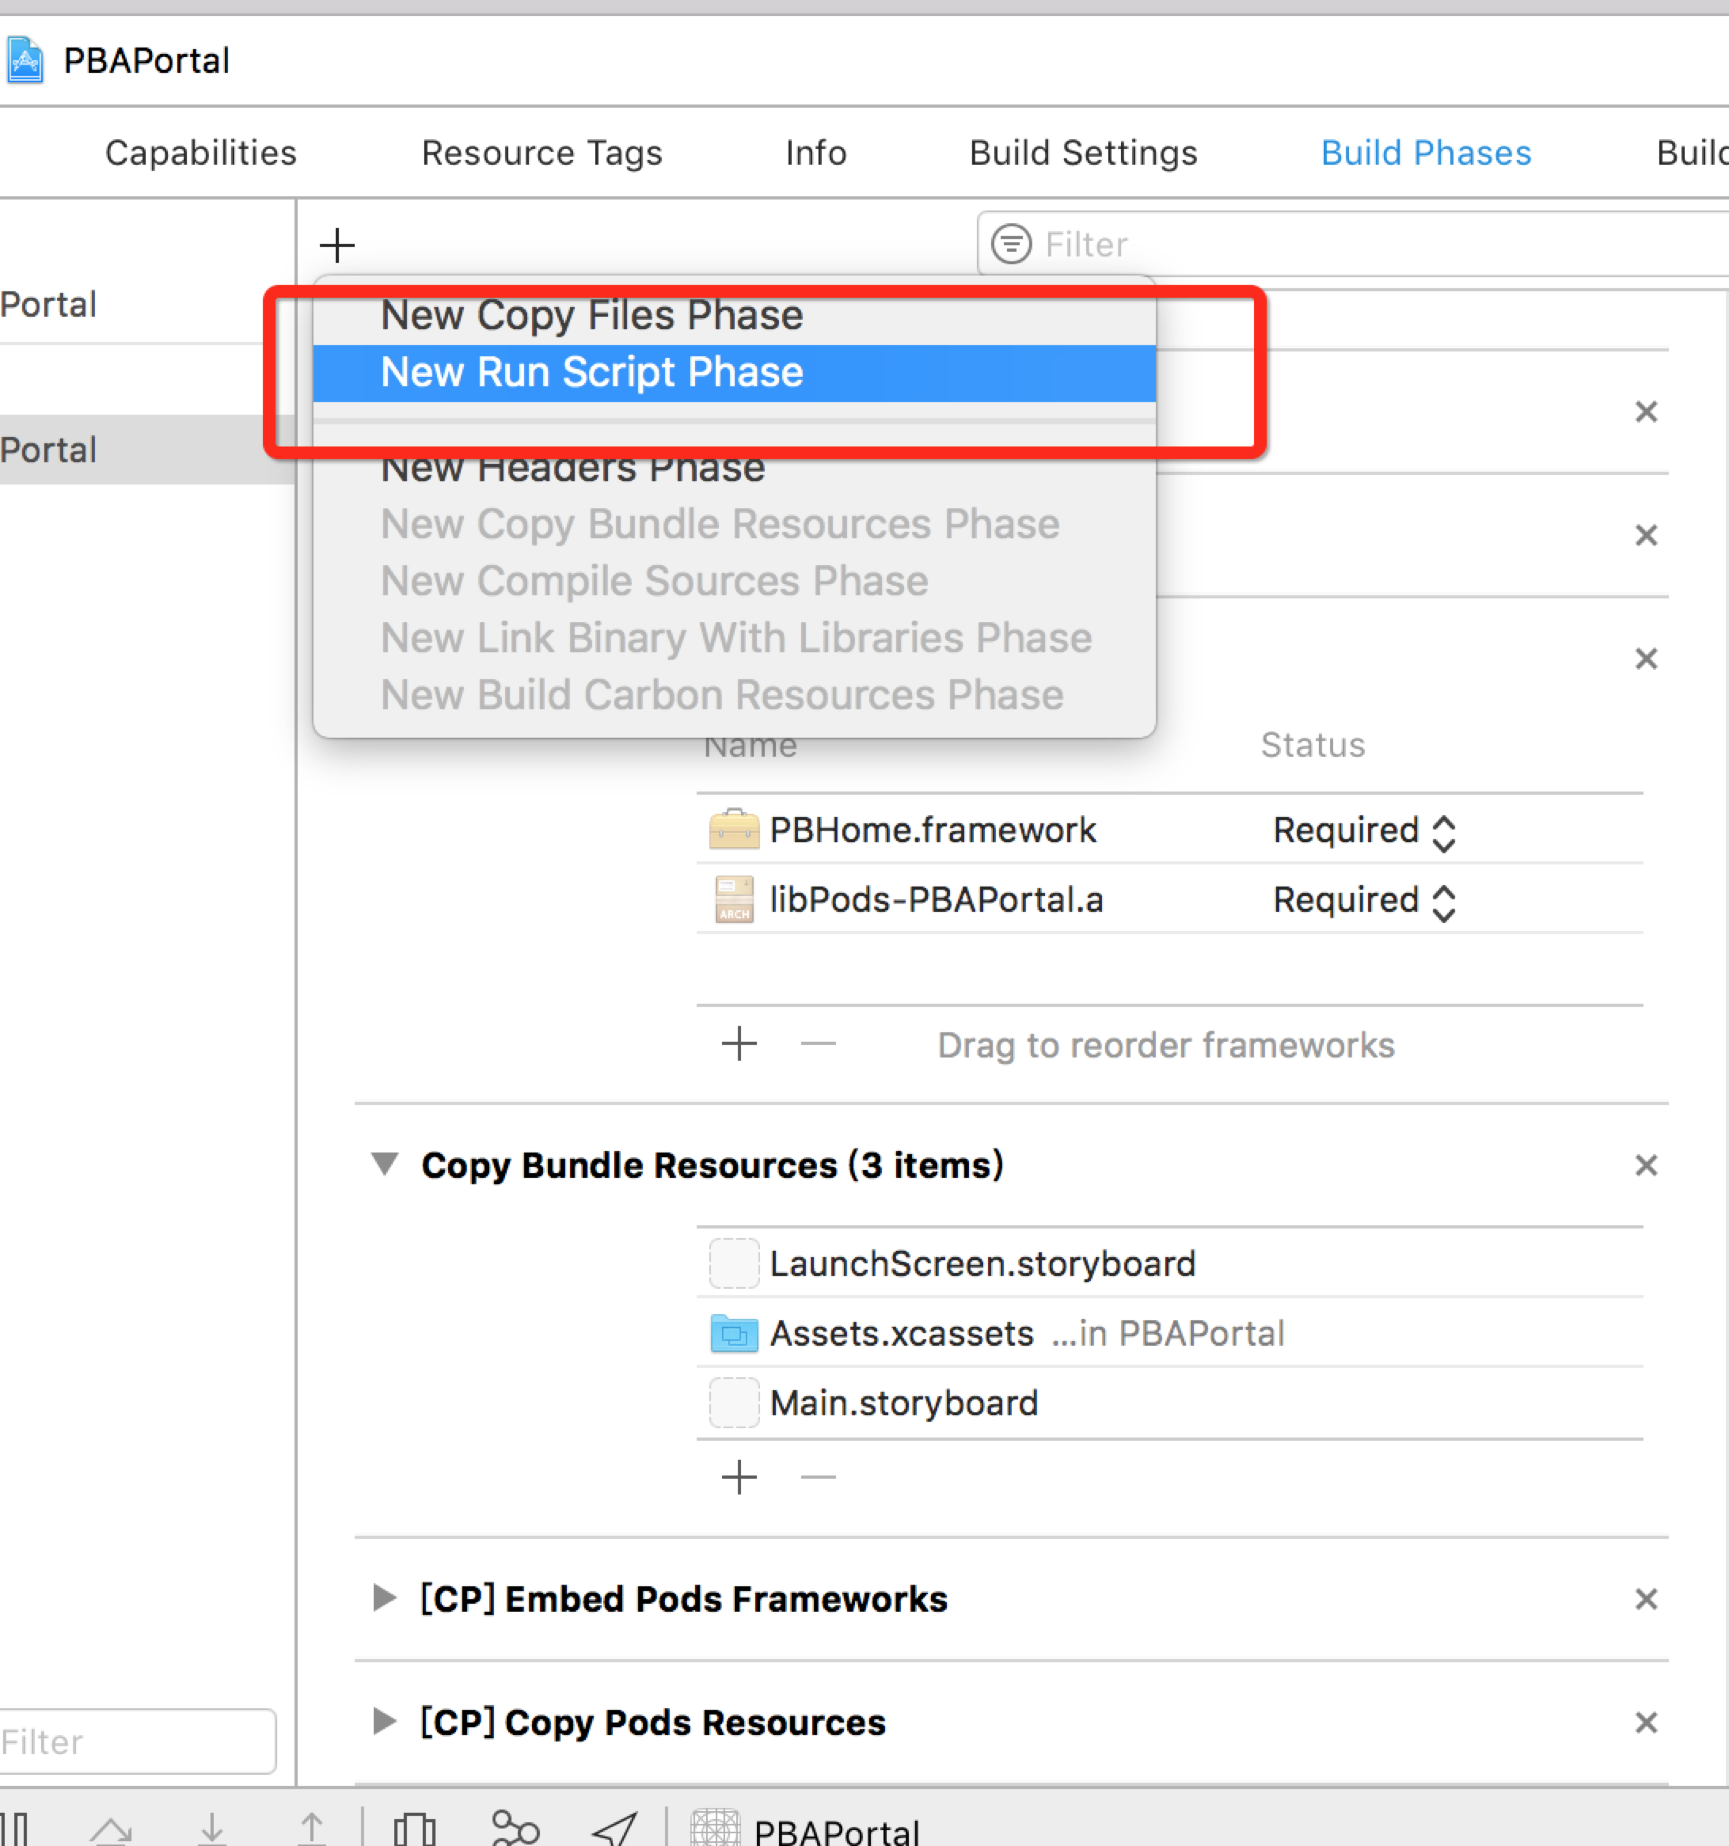 PBAPortal
Capabilities Resource Tags Info Build Settings Build Phases Build
Filter
Portal
Portal
New Copy Files Phase
New Run Script Phase
New Headers Phase
New Copy Bundle Resources Phase
New Compile Sources Phase
New Link Binary With Libraries Phase
New Build Carbon Resources Phase
Name Status
PBHome.framework Required
ARCH libPods-PBAPortal.a Required
Drag to reorder frameworks
Copy Bundle Resources (3 items)
LaunchScreen.storyboard
Assets.xcassets ...in PBAPortal
Main.storyboard
[CP] Embed Pods Frameworks
[CP] Copy Pods Resources
Filter
PBAPortal